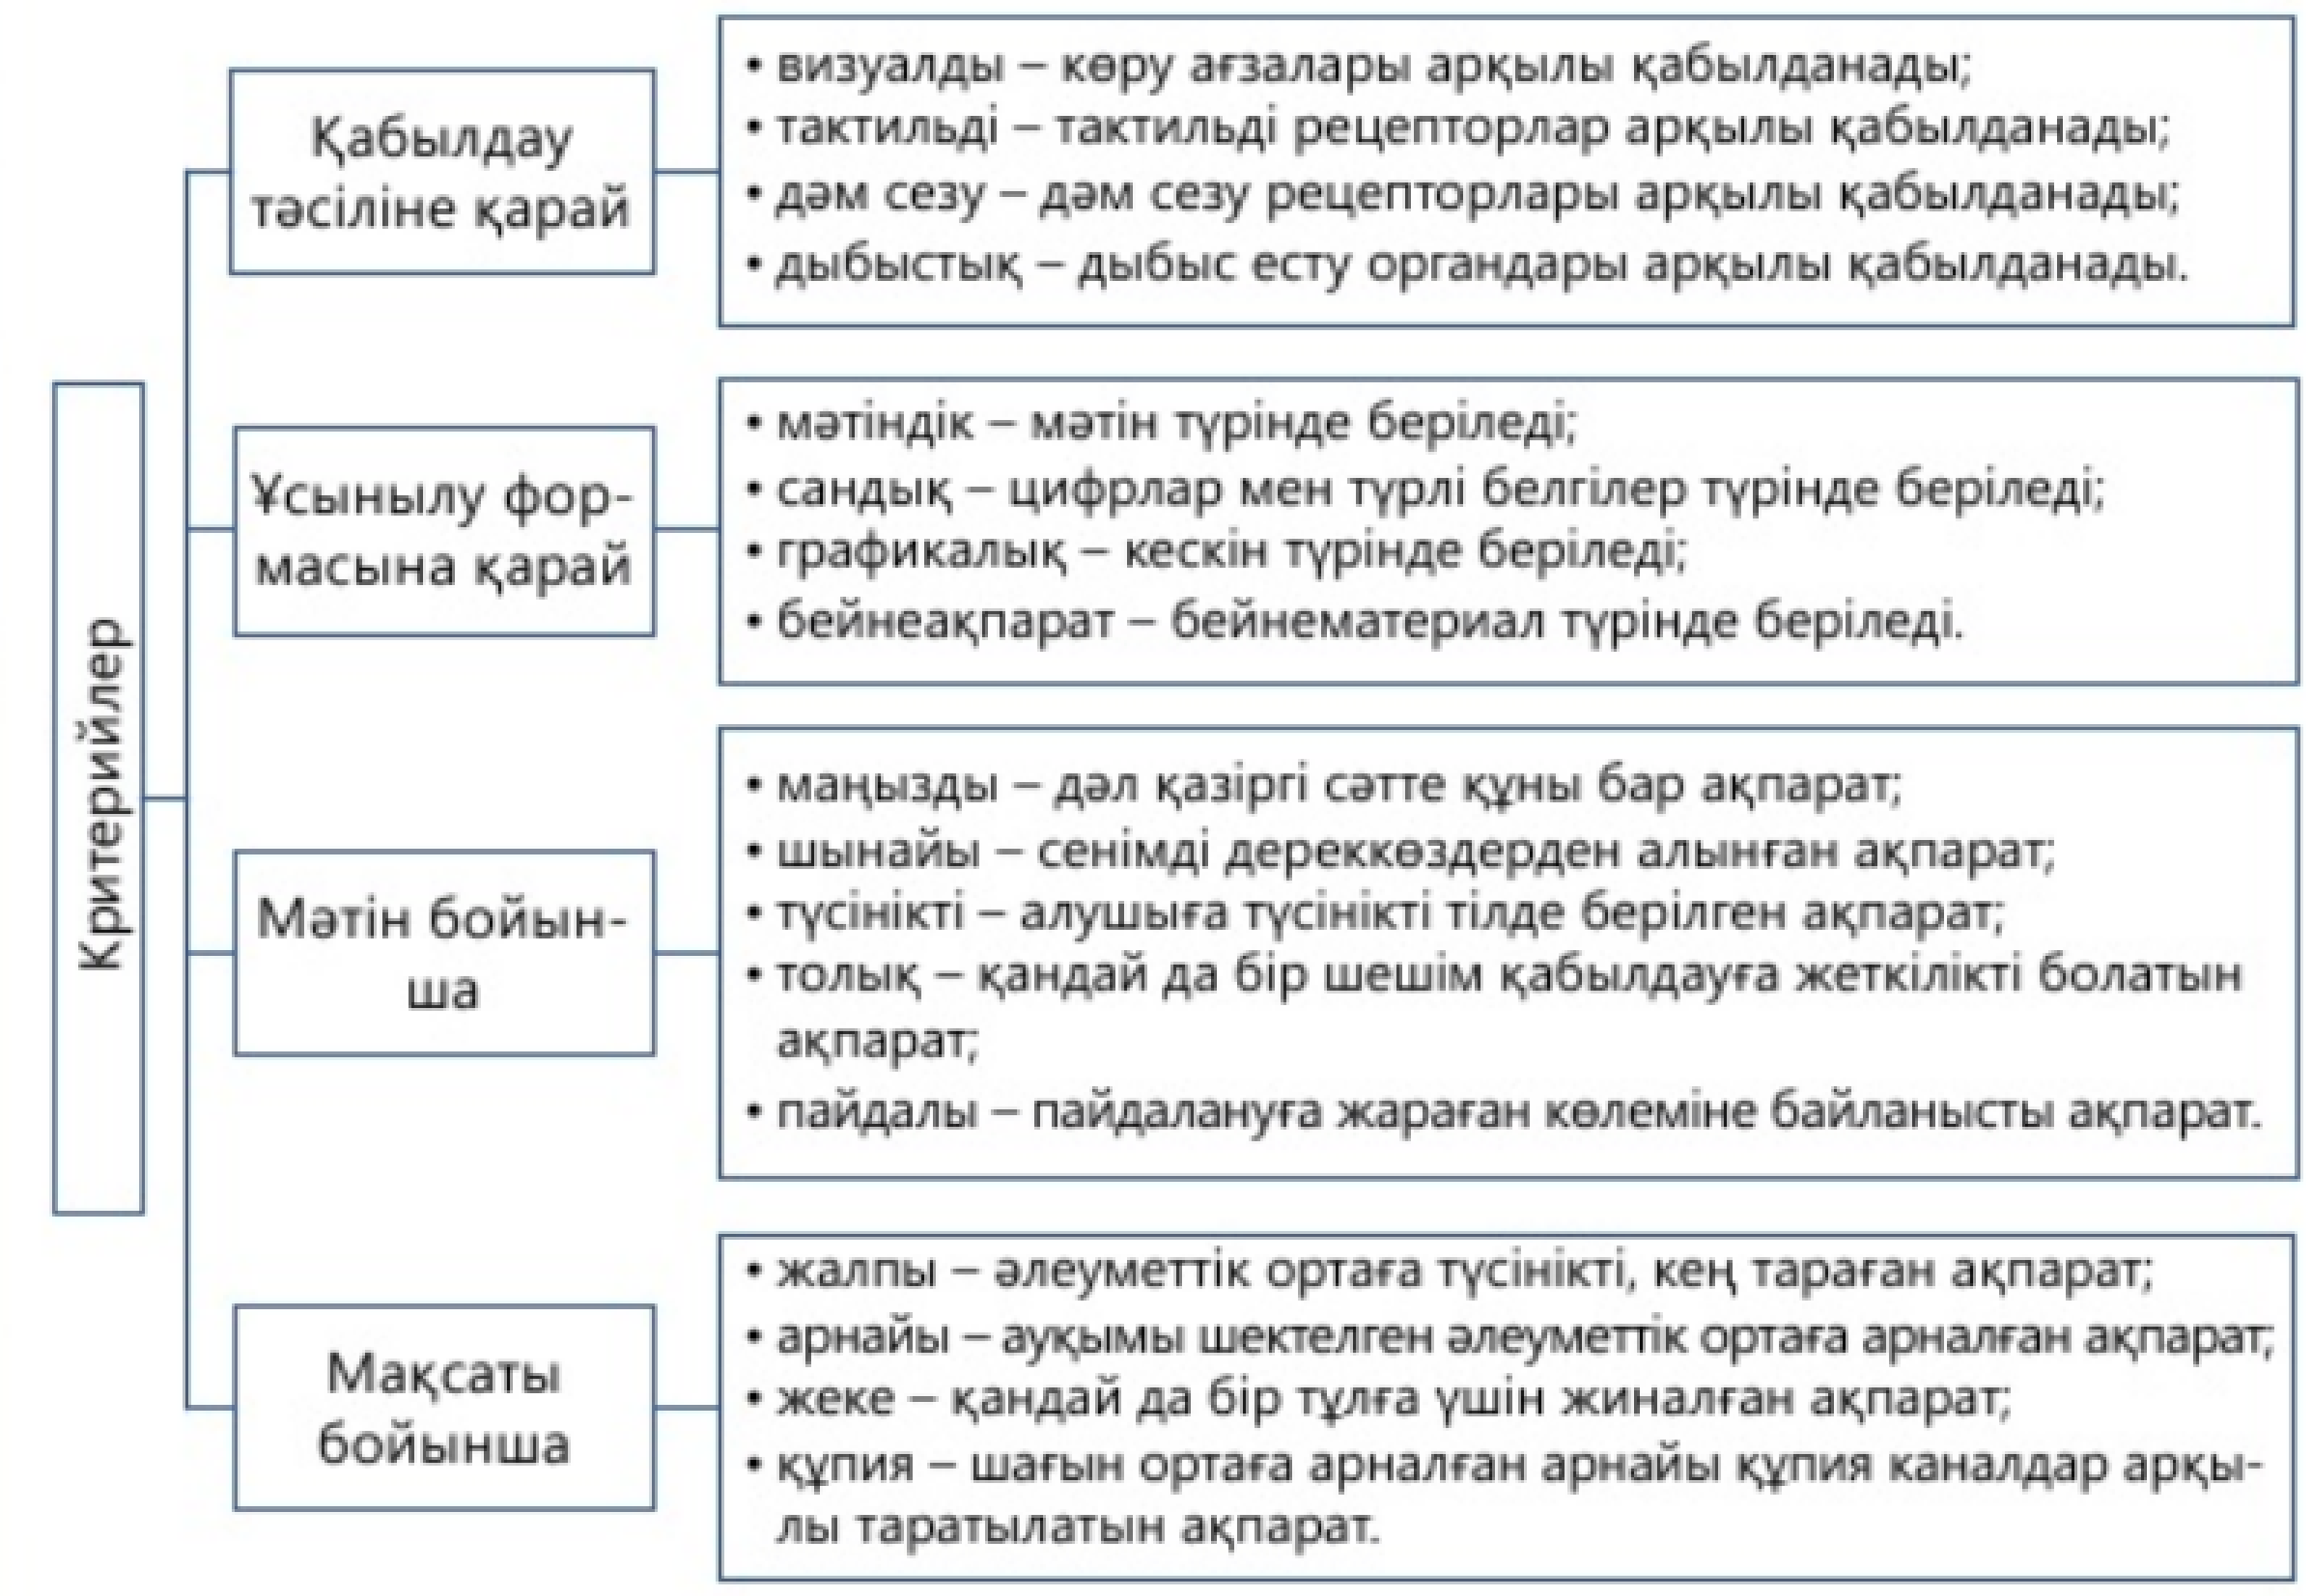 Критерийлер
Қабылдау
тәсіліне қарай
• визуалды – көру ағзалары арқылы қабылданады;
• тактильді – тактильді рецепторлар арқылы қабылданады;
• дәм сезу – дәм сезу рецепторлары арқылы қабылданады;
• дыбыстық – дыбыс есту органдары арқылы қабылданады.
Ұсынылу фор-
масына қарай
• мәтіндік – мәтін түрінде беріледі;
• сандық – цифрлар мен түрлі белгілер түрінде беріледі;
• графикалық – кескін түрінде беріледі;
• бейнеақпарат – бейнематериал түрінде беріледі.
Мәтін бойын-
ша
• маңызды – дәл қазіргі сәтте құны бар ақпарат;
• шынайы – сенімді дереккөздерден алынған ақпарат;
• түсінікті – алушыға түсінікті тілде берілген ақпарат;
• толық – қандай да бір шешім қабылдауға жеткілікті болатын
ақпарат;
• пайдалы – пайдалануға жараған көлеміне байланысты ақпарат.
Мақсаты
бойынша
• жалпы – әлеуметтік ортаға түсінікті, кең тараған ақпарат;
• арнайы – ауқымы шектелген әлеуметтік ортаға арналған ақпарат;
• жеке – қандай да бір тұлға үшін жиналған ақпарат;
• құпия – шағын ортаға арналған арнайы құпия каналдар арқы-
лы таратылатын ақпарат.